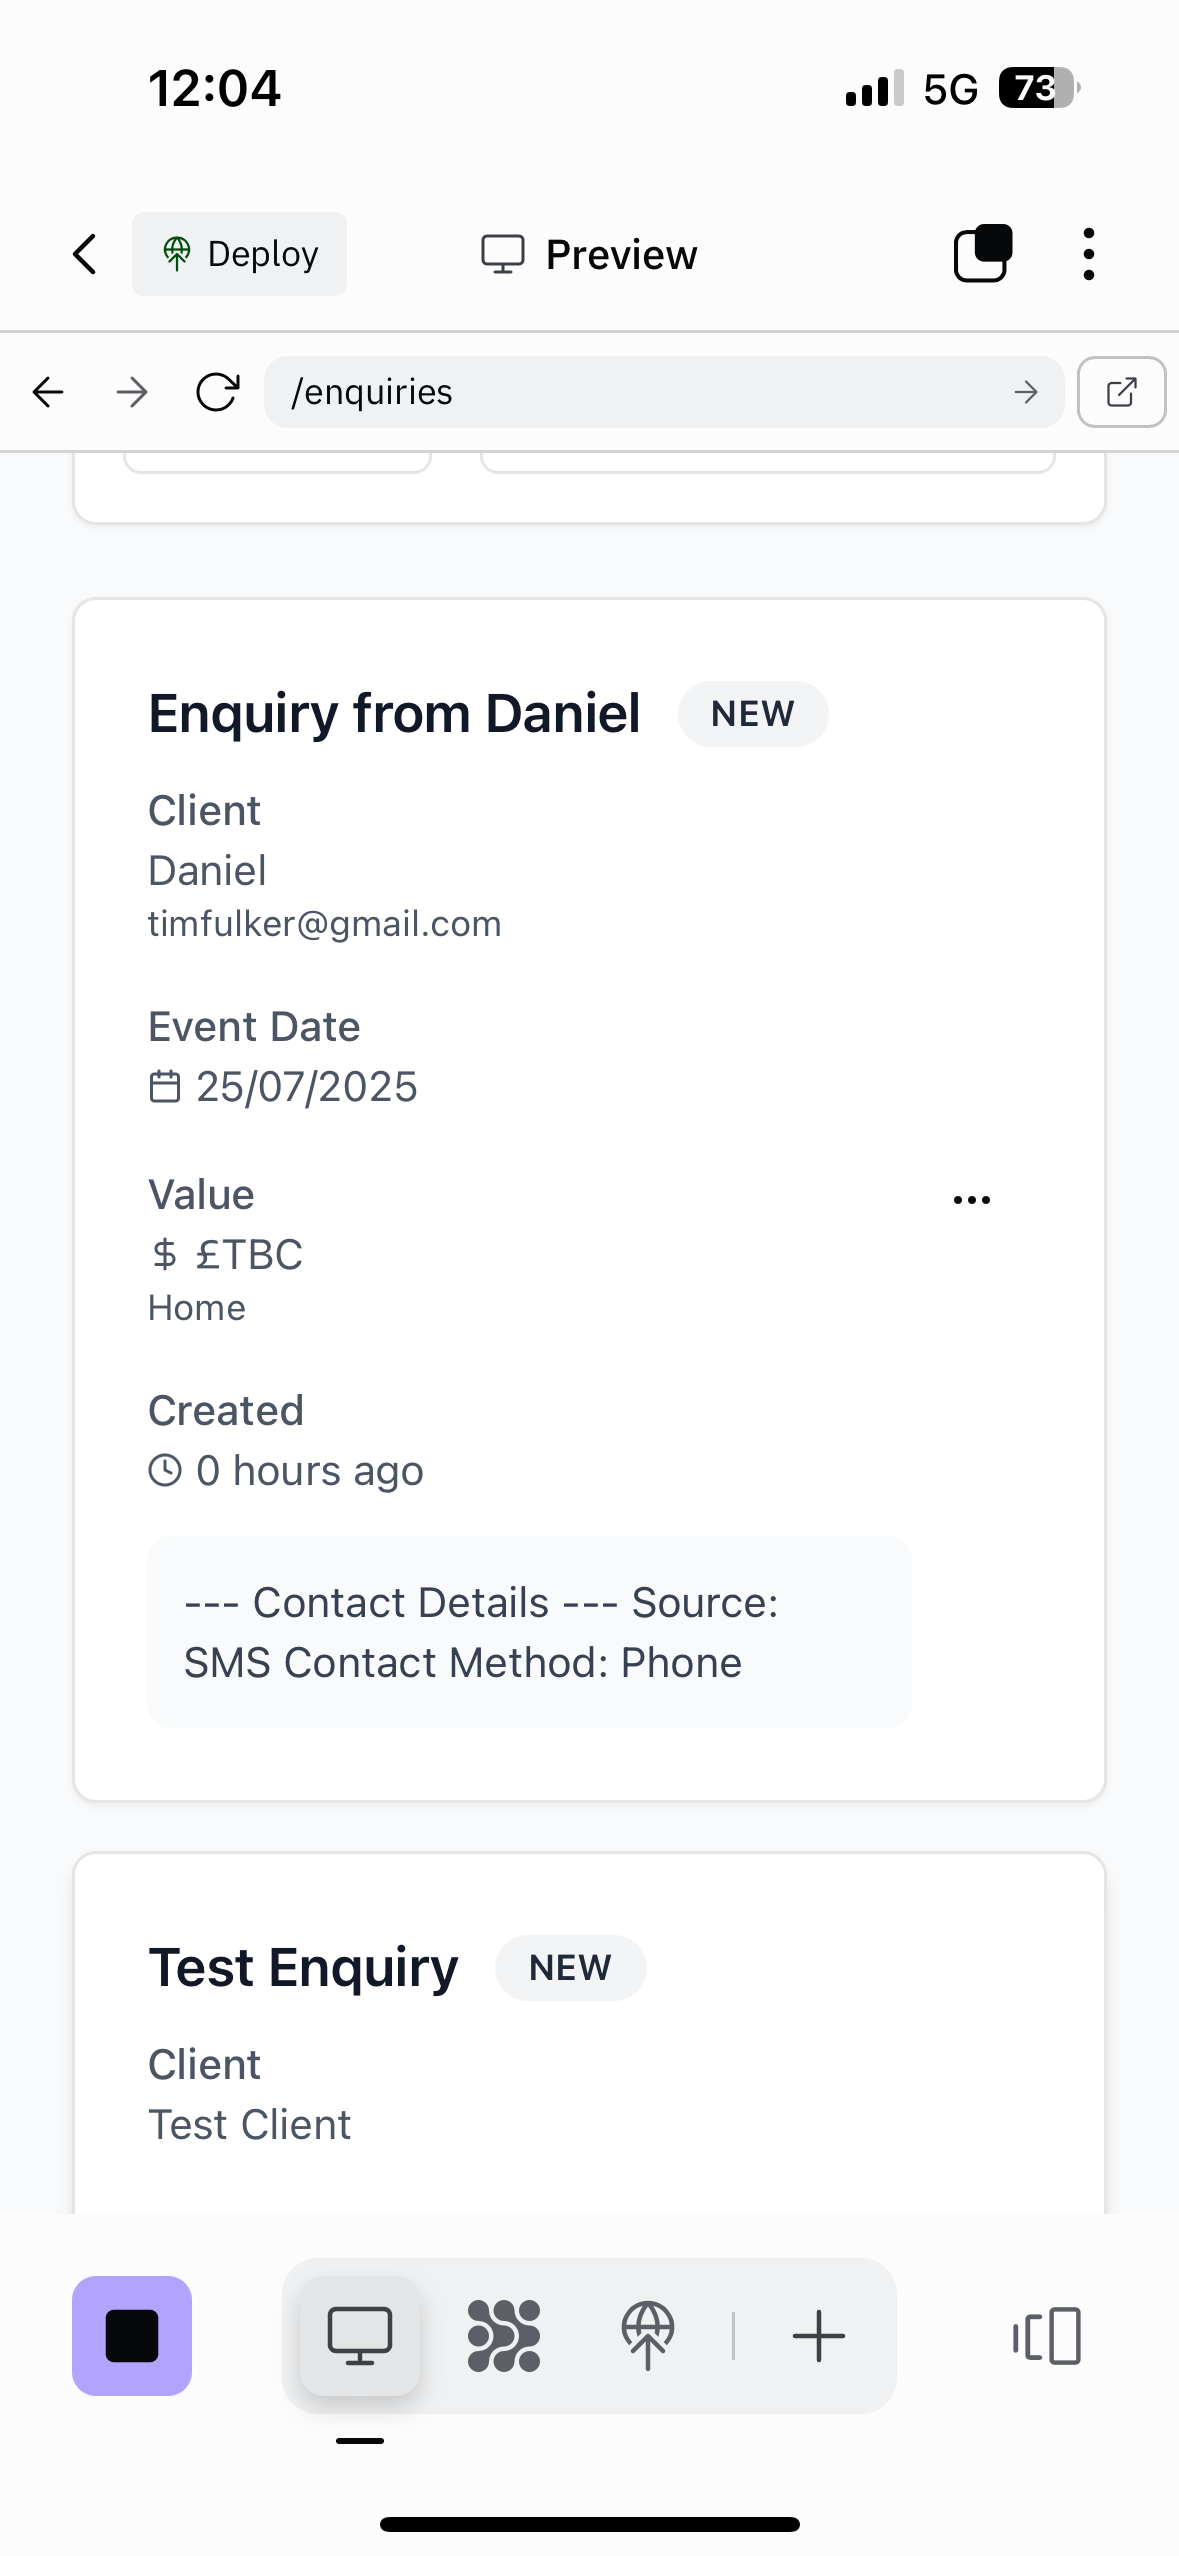 12:04
5G
73
Deploy
Preview
/enquiries
Enquiry from Daniel
NEW
Client
Daniel
timfulker@gmail.com
Event Date
25/07/2025
Value
$ £TBC
Home
Created
0 hours ago
--- Contact Details --- Source:
SMS Contact Method: Phone
Test Enquiry
NEW
Client
Test Client